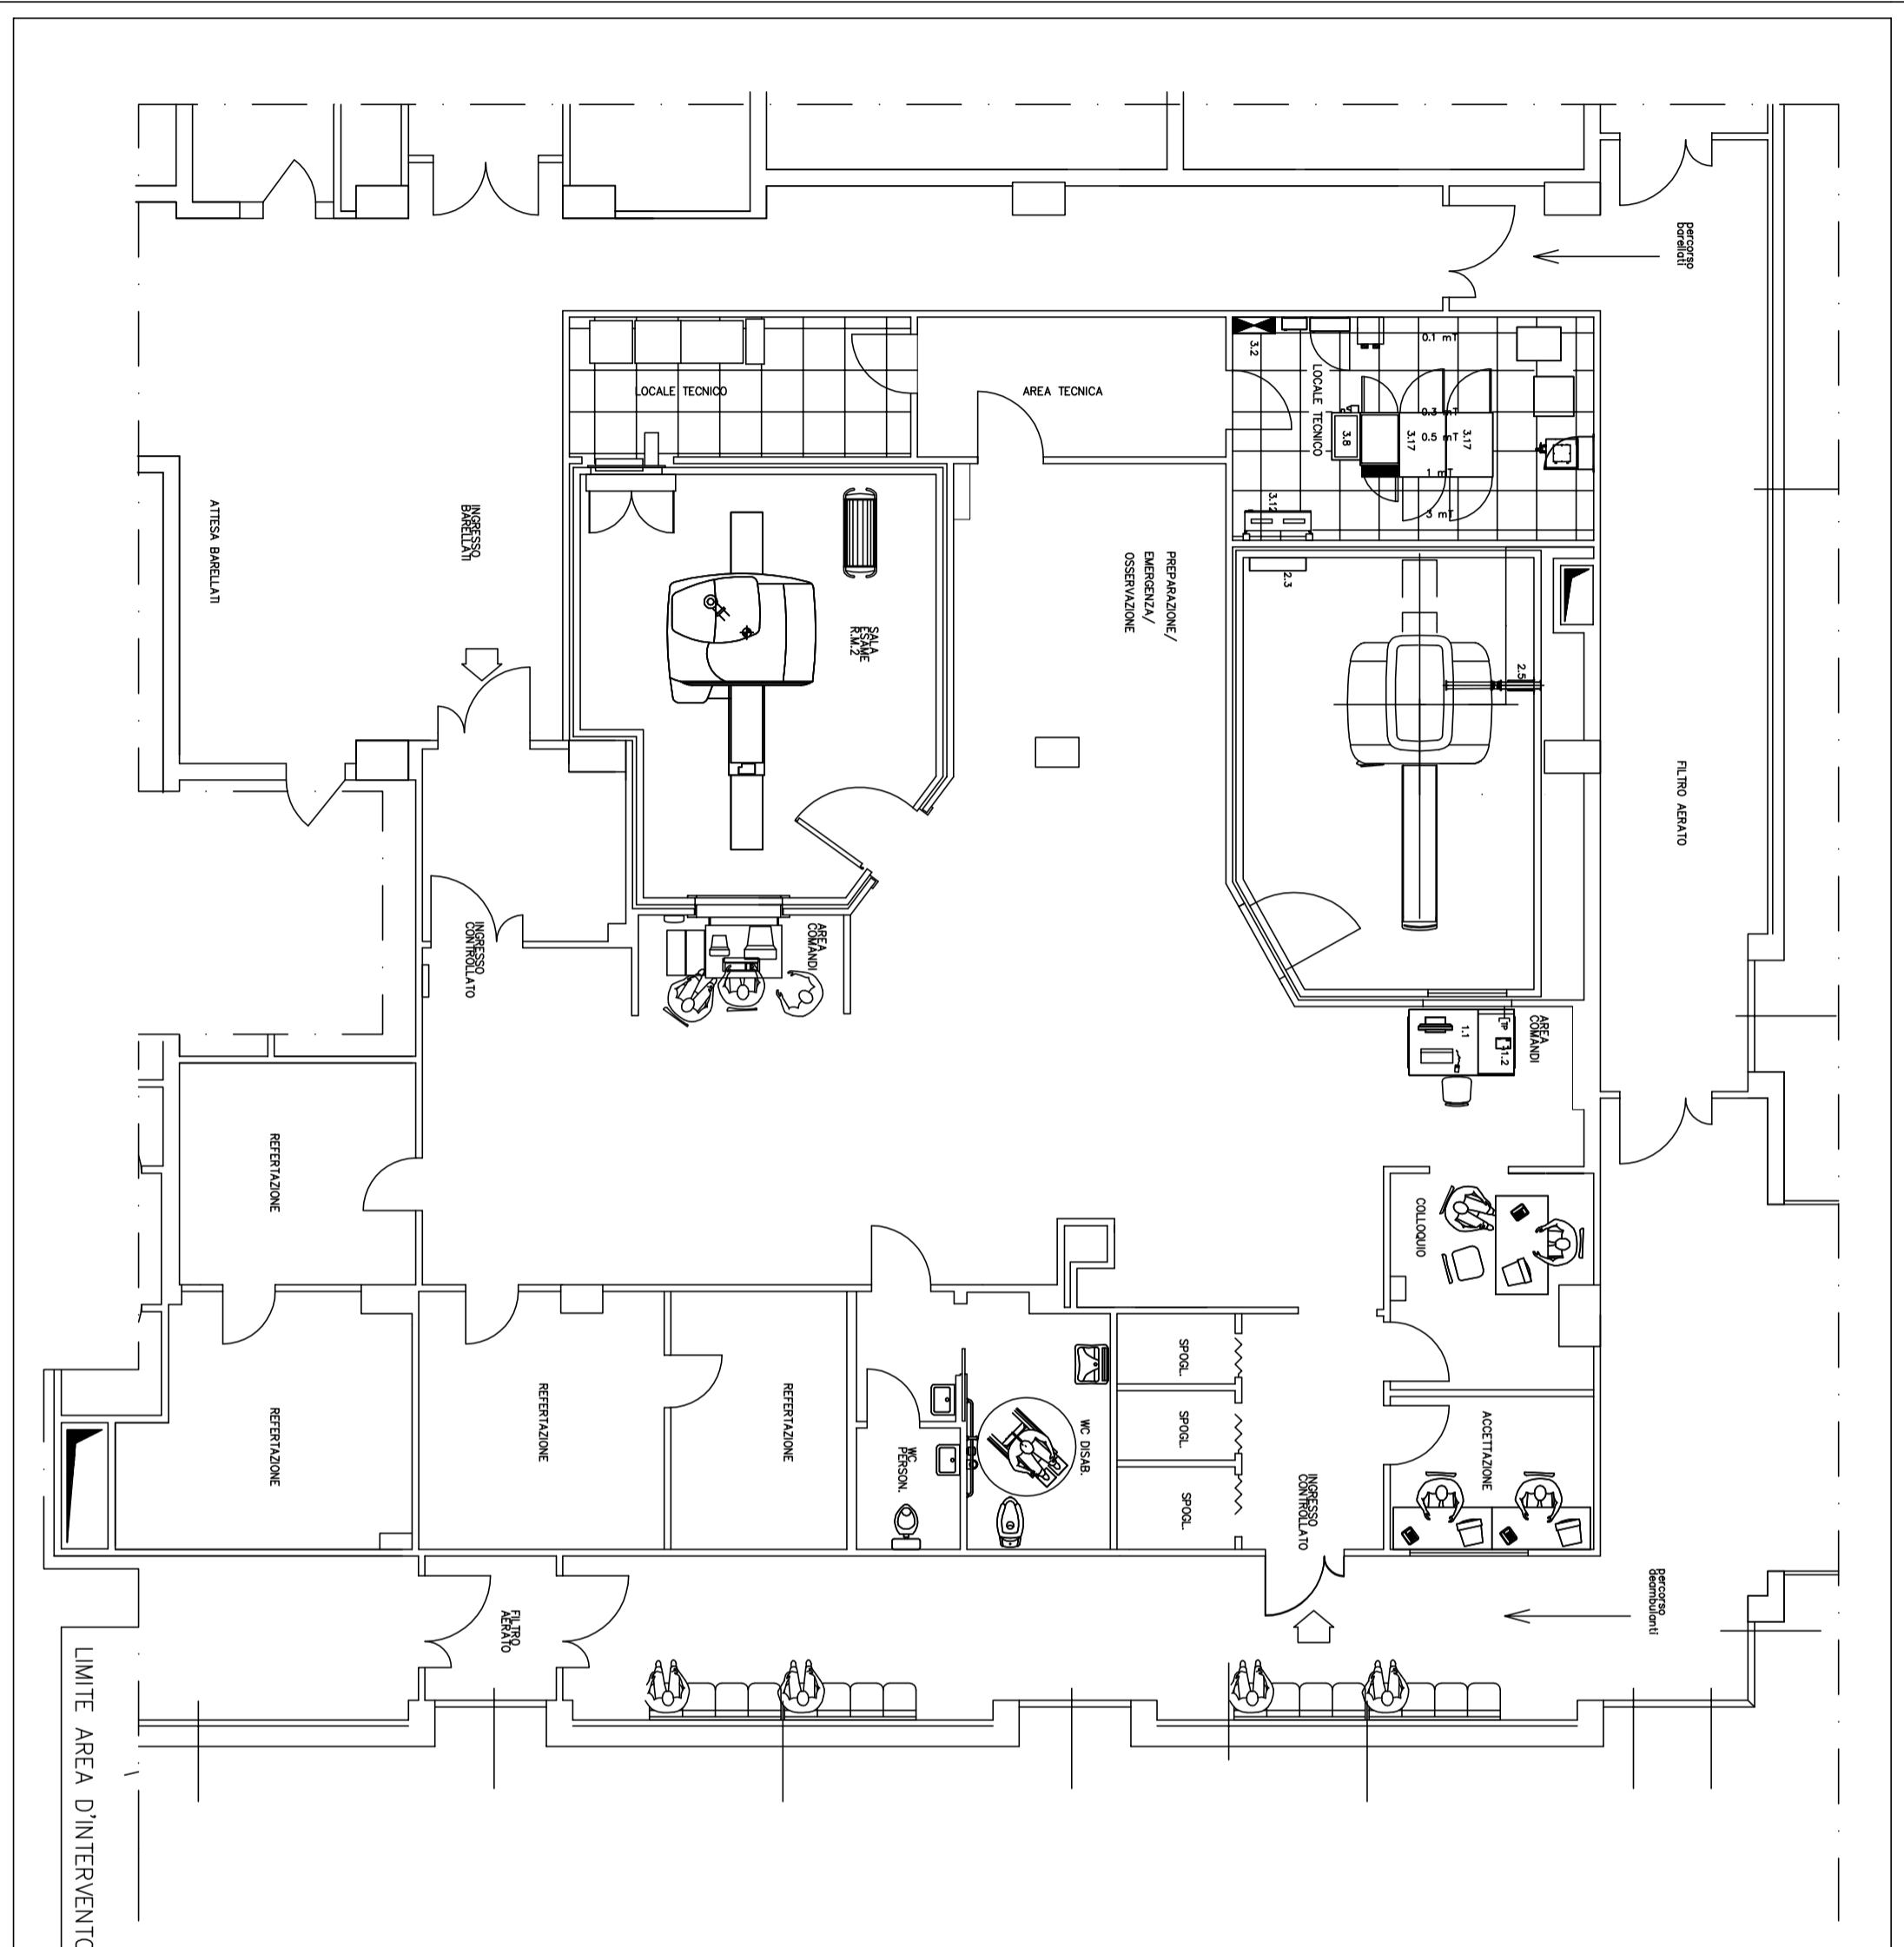 percorso
barellati
0.1 mT
3.2
LOCALE TECNICO
AREA TECNICA
LOCALE TECNICO
0.3 mT
3.8
3.17
0.5 mT
3.17
1 mT
3.12
3 mT
ATTESA BARELLATI
INGRESSO
BARELLATI
PREPARAZIONE/
EMERGENZA/
OSSERVAZIONE
2.3
SALA
ESAME
R.M.2
2.5
FILTRO AERATO
INGRESSO
CONTROLLATO
AREA
COMANDI
AREA
COMANDI
1.1
TP
1.2
REFERTAZIONE
COLLOQUIO
SPOGL.
REFERTAZIONE
REFERTAZIONE
REFERTAZIONE
WC
PERSON.
WC DISAB.
SPOGL.
ACCETTAZIONE
SPOGL.
INGRESSO
CONTROLLATO
FILTRO
AERATO
percorso
deambulanti
LIMITE AREA D'INTERVENTO